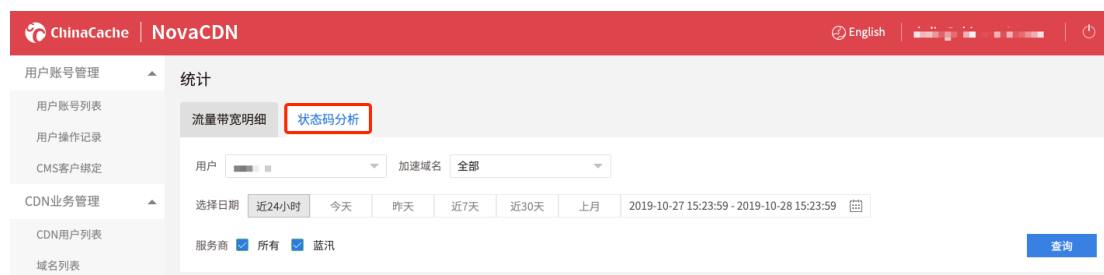 ChinaCache | NovaCDN English
用户账号管理
用户账号列表
用户操作记录
CMS客户绑定
CDN业务管理
CDN用户列表
域名列表
统计
流量带宽明细 状态码分析
用户 加速域名 全部
选择日期 近24小时 今天 昨天 近7天 近30天 上月 2019-10-27 15:23:59 - 2019-10-28 15:23:59
服务商 所有 蓝汛
查询